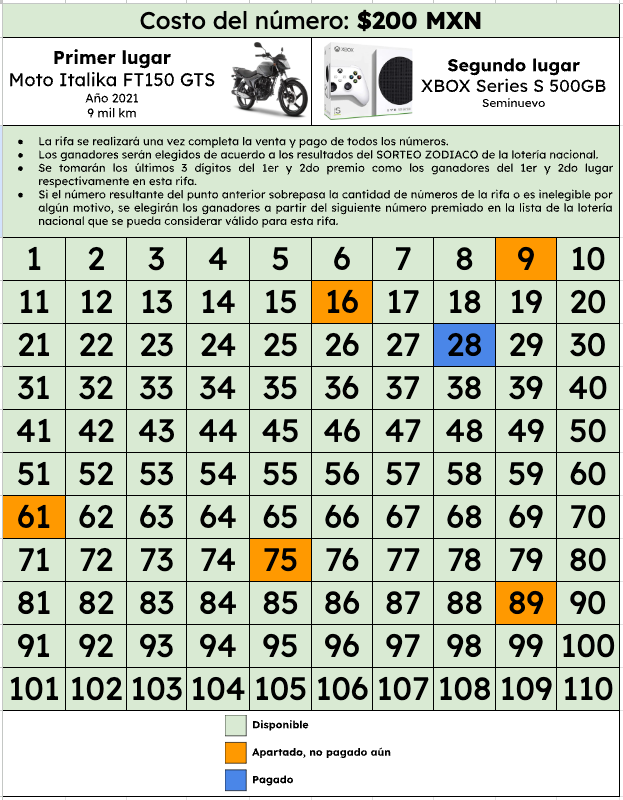 Costo del número: $200 MXN
Primer lugar
Moto Italika FT150 GTS
Año 2021
9 mil km
XBOX
Segundo lugar
XBOX Series S 500GB
Seminuevo
● La rifa se realizará una vez completa la venta y pago de todos los números.
● Los ganadores serán elegidos de acuerdo a los resultados del SORTEO ZODIACO de la lotería nacional.
● Se tomarán los últimos 3 dígitos del 1er y 2do premio como los ganadores del 1er y 2do lugar
respectivamente en esta rifa.
● Si el número resultante del punto anterior sobrepasa la cantidad de números de la rifa o es inelegible por
algún motivo, se elegirán los ganadores a partir del siguiente número premiado en la lista de la lotería
nacional que se pueda considerar válido para esta rifa.
1 2 3 4 5 6 7 8 9 10
11 12 13 14 15 16 17 18 19 20
21 22 23 24 25 26 27 28 29 30
31 32 33 34 35 36 37 38 39 40
41 42 43 44 45 46 47 48 49 50
51 52 53 54 55 56 57 58 59 60
61 62 63 64 65 66 67 68 69 70
71 72 73 74 75 76 77 78 79 80
81 82 83 84 85 86 87 88 89 90
91 92 93 94 95 96 97 98 99 100
101 102 103 104 105 106 107 108 109 110
Disponible
Apartado, no pagado aún
Pagado